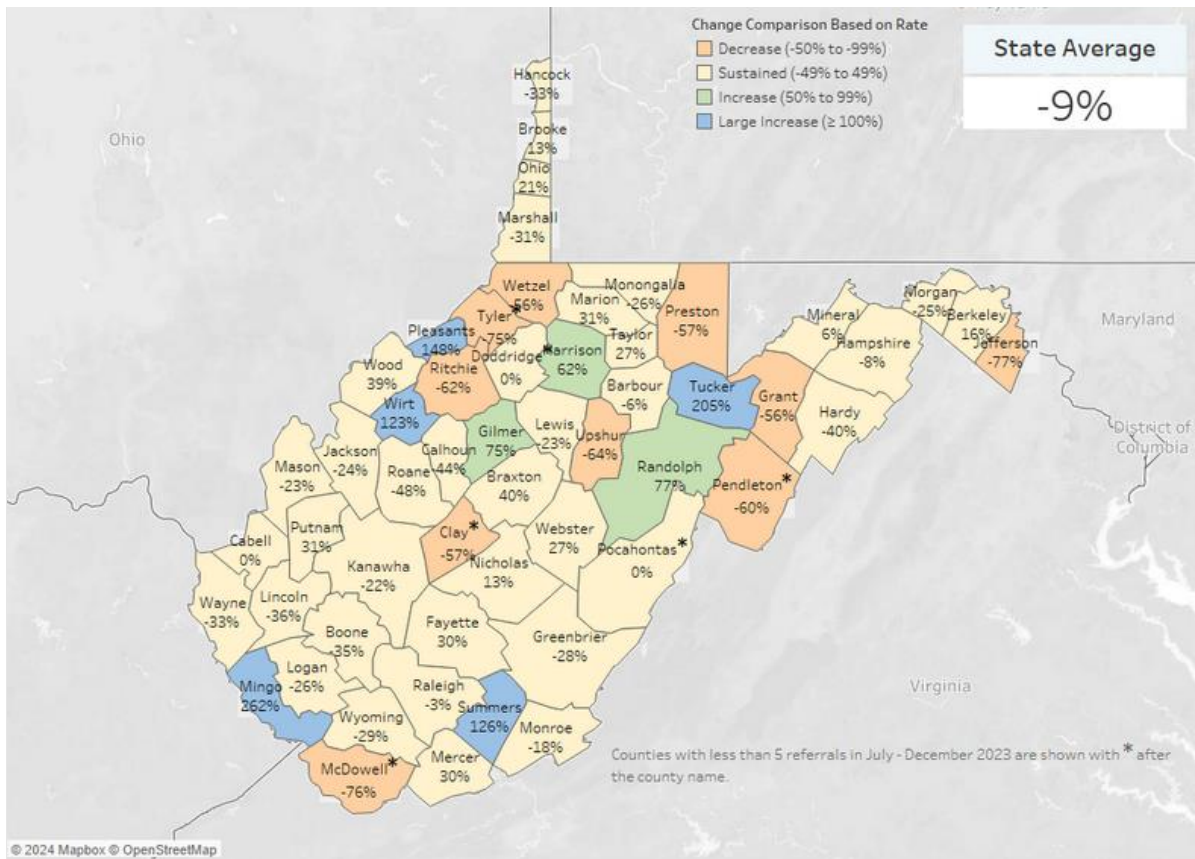 Change Comparison Based on Rate
Decrease (-50% to -99%)
Sustained (-49% to 49%)
Increase (50% to 99%)
Large Increase (≥ 100%)
State Average
-9%
Ohio
Hancock
-33%
Brooke
13%
Ohio
21%
Marshall
-31%
Wetzel
-56%
Monongalia
-26%
Marion
31%
Preston
-57%
Tyler*
-75%
Pleasants
148%
Doddridge*
0%
Harrison
62%
Taylor
27%
Ritchie
-62%
Wood
39%
Wirt
123%
Barbour
-6%
Tucker
205%
Grant
-56%
Mineral
6%
Hampshire
-8%
Morgan
-25%
Berkeley
16%
Jefferson
-77%
Maryland
Hardy
-40%
District of
Columbia
Gilmer
75%
Lewis
-23%
Upshur
-64%
Randolph
77%
Pendleton*
-60%
Calhoun
-44%
Jackson
-24%
Roane
-48%
Mason
-23%
Braxton
40%
Putnam
31%
Cabell
0%
Clay*
-57%
Webster
27%
Pocahontas*
0%
Nicholas
13%
Kanawha
-22%
Wayne
-33%
Lincoln
-36%
Boone
-35%
Fayette
30%
Greenbrier
-28%
Logan
-26%
Mingo
262%
Raleigh
-3%
Summers
126%
Wyoming
-29%
Monroe
-18%
Mercer
30%
McDowell*
-76%
Virginia
Counties with less than 5 referrals in July - December 2023 are shown with * after
the county name.
© 2024 Mapbox © OpenStreetMap